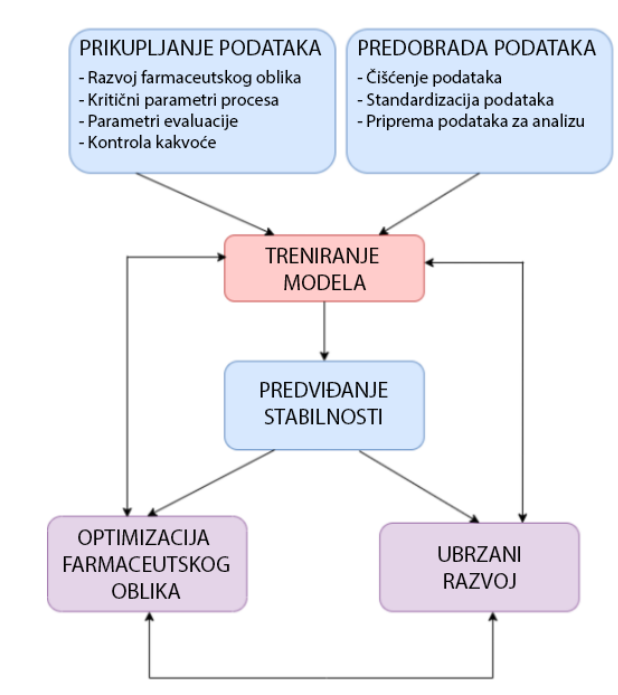 PRIKUPLJANJE PODATAKA
- Razvoj farmaceutskog oblika
- Kritični parametri procesa
- Parametri evaluacije
- Kontrola kakvoće
PREDOBRADA PODATAKA
- Čišćenje podataka
- Standardizacija podataka
- Priprema podataka za analizu
TRENIRANJE
MODELA
PREDVIĐANJE
STABILNOSTI
OPTIMIZACIJA
FARMACEUTSKOG
OBLIKA
UBRZANI
RAZVOJ